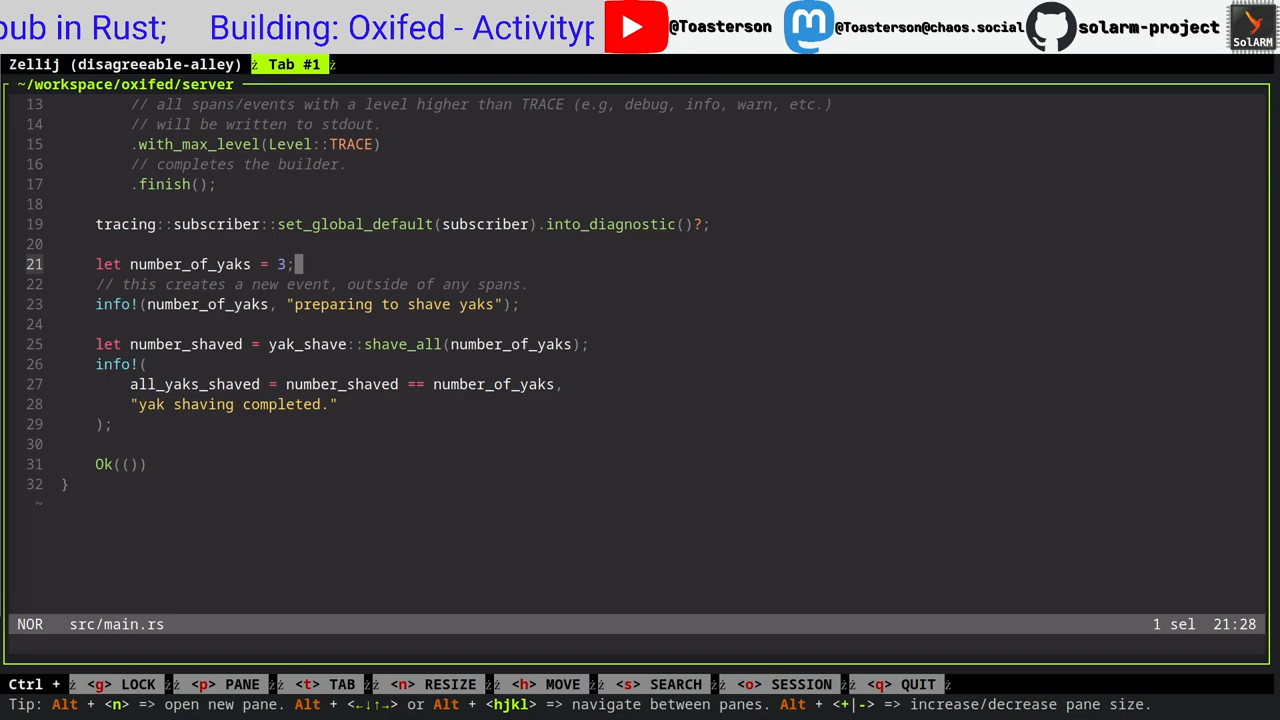 pub in Rust;     Building: Oxifed - Activityp
@Toasterson
@Toasterson@chaos.social
solarm-project
SolARM
Zellij (disagreeable-alley)  Tab #1
~/workspace/oxifed/server
13 // all spans/events with a level higher than TRACE (e.g, debug, info, warn, etc.)
14 // will be written to stdout.
15 .with_max_level(Level::TRACE)
16 // completes the builder.
17 .finish();
18
19 tracing::subscriber::set_global_default(subscriber).into_diagnostic()?;
20
21 let number_of_yaks = 3;
22 // this creates a new event, outside of any spans.
23 info!(number_of_yaks, "preparing to shave yaks");
24
25 let number_shaved = yak_shave::shave_all(number_of_yaks);
26 info!(
27 all_yaks_shaved = number_shaved == number_of_yaks,
28 "yak shaving completed."
29 );
30
31 Ok(())
32 }
~
NOR   src/main.rs   1 sel   21:28
Ctrl +  <g> LOCK  <p> PANE  <t> TAB  <n> RESIZE  <h> MOVE  <s> SEARCH  <o> SESSION  <q> QUIT
Tip: Alt + <n> => open new pane. Alt + <←↓↑→> or Alt + <hjkl> => navigate between panes. Alt + <+|-> => increase/decrease pane size.